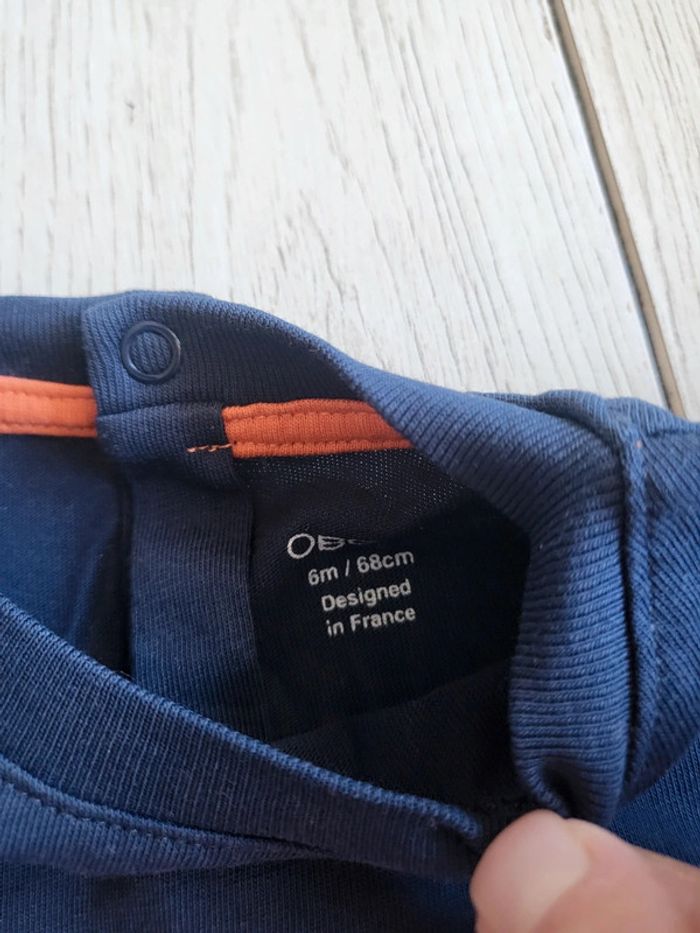 6m / 68cm
Designed
in France